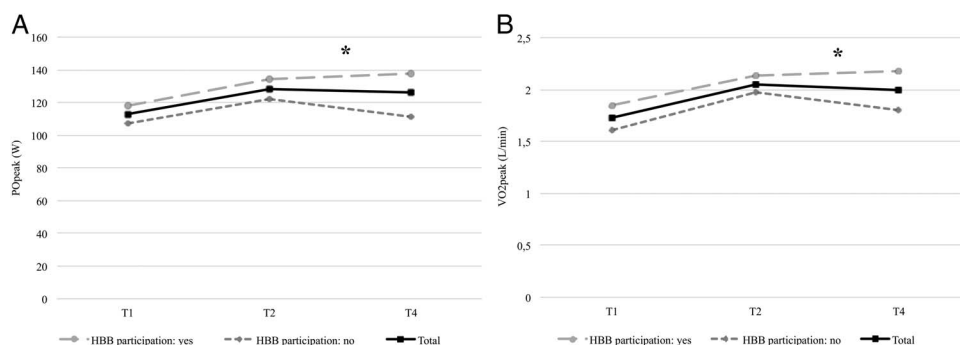 A
160
140
120
100
80
60
40
20
0
POpeak (W)
*
T1 T2 T4
HBB participation: yes HBB participation: no Total
B
2,5
2
1,5
1
0,5
0
VO2peak (L/min)
*
T1 T2 T4
HBB participation: yes HBB participation: no Total